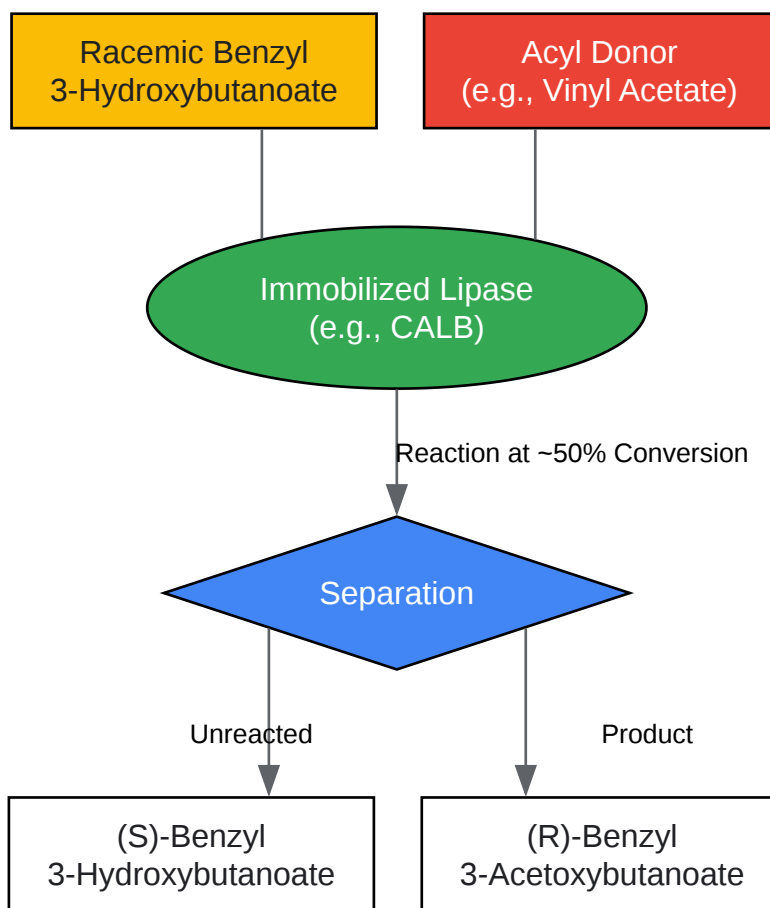 Racemic Benzyl
3-Hydroxybutanoate
Acyl Donor
(e.g., Vinyl Acetate)
Immobilized Lipase
(e.g., CALB)
Reaction at ~50% Conversion
Separation
Unreacted
Product
(S)-Benzyl
3-Hydroxybutanoate
(R)-Benzyl
3-Acetoxybutanoate